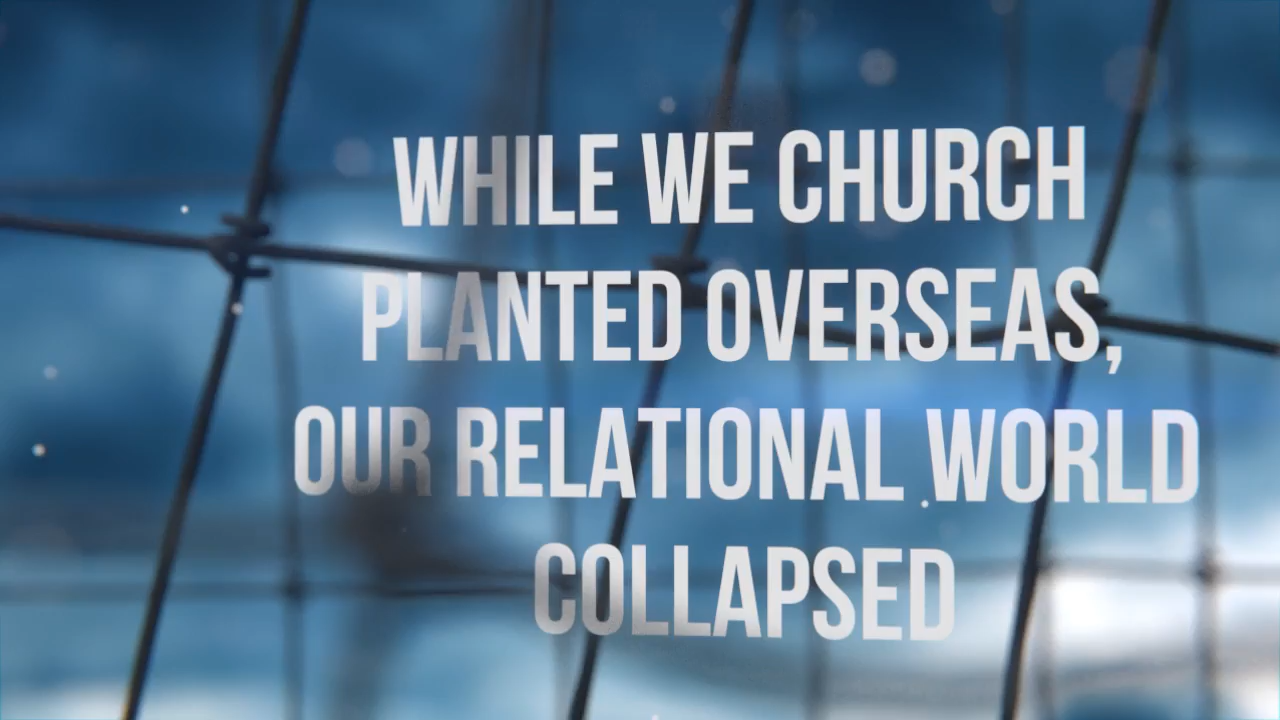 WHILE WE CHURCH
PLANTED OVERSEAS,
OUR RELATIONAL WORLD
COLLAPSED